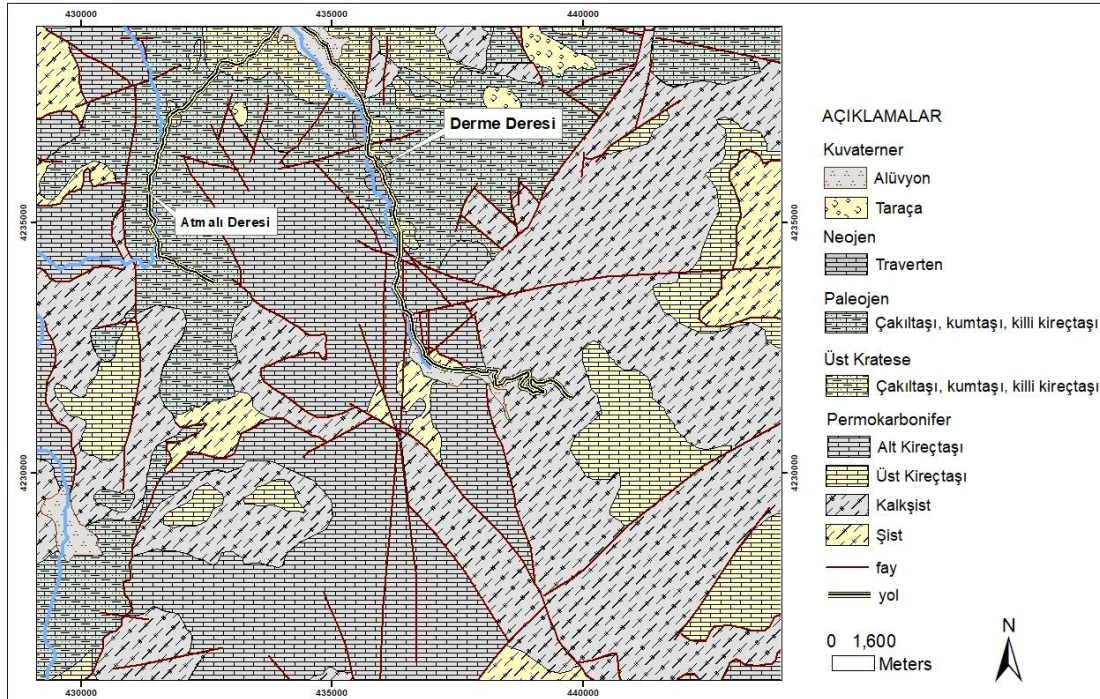 430000
435000
440000
4235000
4235000
4230000
4230000
Derme Deresi
Atmalı Deresi
430000
435000
440000
AÇIKLAMALAR
Kuvaterner
Alüvyon
Taraça
Neojen
Traverten
Paleojen
Çakıltaşı, kumtaşı, killi kireçtaşı
Üst Kratese
Çakıltaşı, kumtaşı, killi kireçtaşı
Permokarbonifer
Alt Kireçtaşı
Üst Kireçtaşı
Kalkşist
Şist
fay
yol
0 1,600
Meters
N